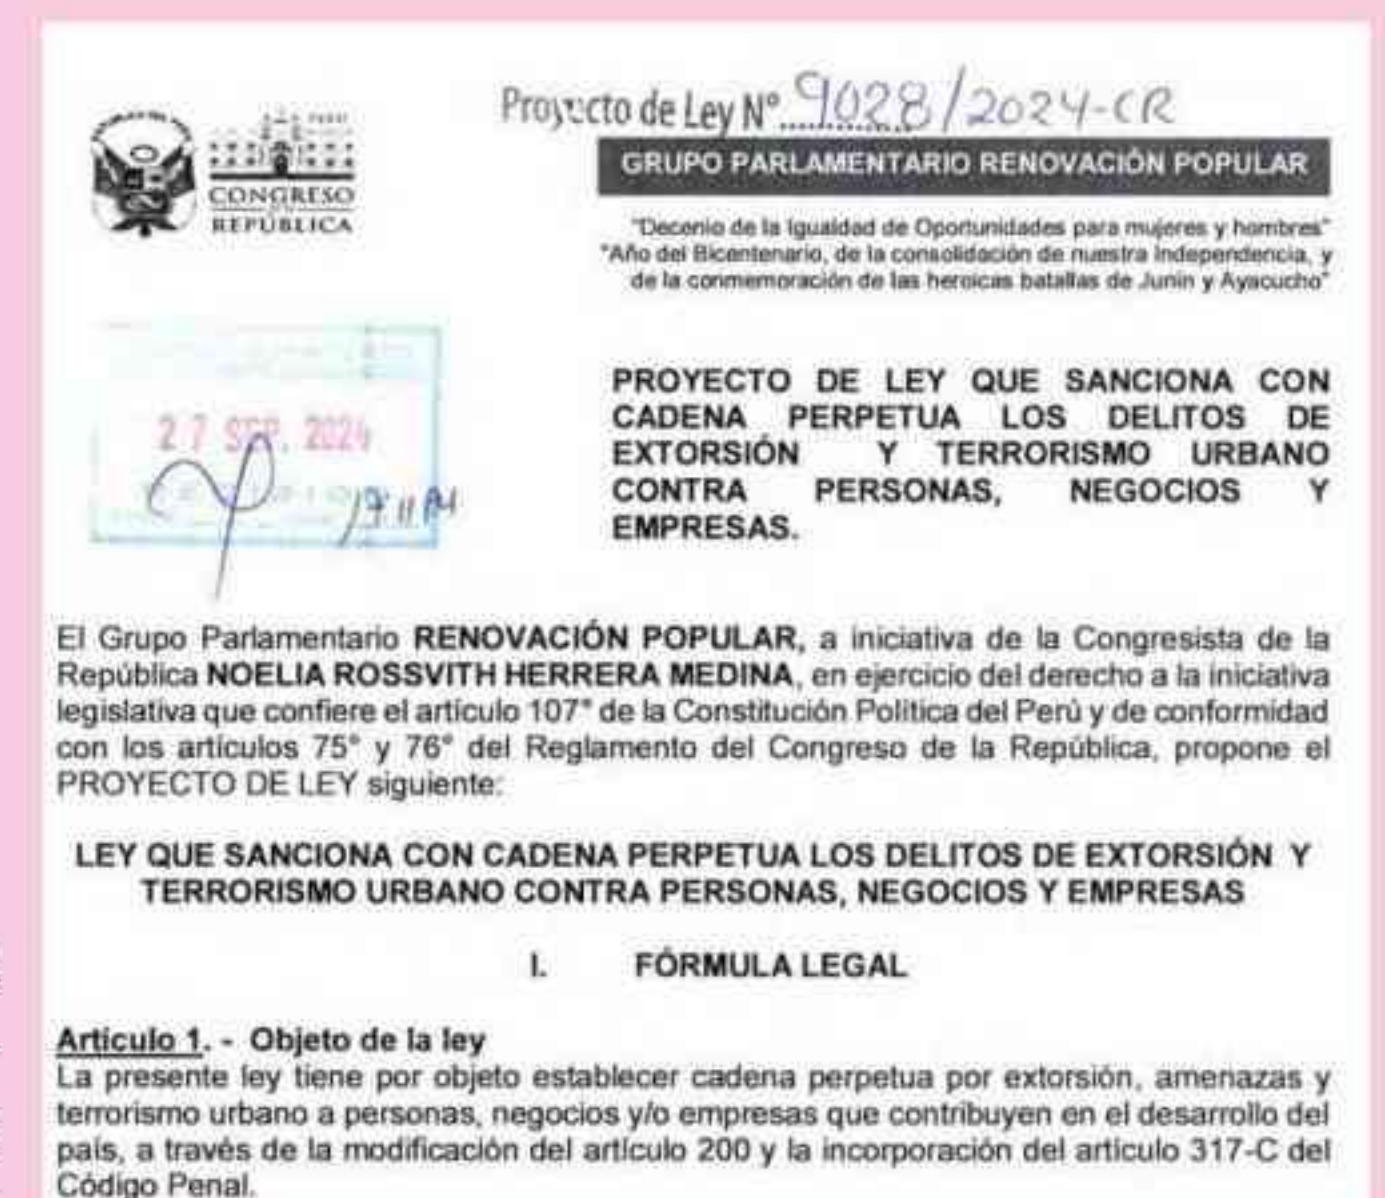 Proyecto de Ley N° 9028/2024-CR
CONGRESO
REPÚBLICA
GRUPO PARLAMENTARIO RENOVACIÓN POPULAR
"Decenio de la Igualdad de Oportunidades para mujeres y hombres"
"Año del Bicentenario, de la consolidación de nuestra Independencia, y
de la conmemoración de las heroicas batallas de Junín y Ayacucho"
27 SEP. 2024
PROYECTO DE LEY QUE SANCIONA CON
CADENA PERPETUA LOS DELITOS DE
EXTORSIÓN Y TERRORISMO URBANO
CONTRA PERSONAS, NEGOCIOS Y
EMPRESAS.
El Grupo Parlamentario RENOVACIÓN POPULAR, a iniciativa de la Congresista de la
República NOELIA ROSSVITH HERRERA MEDINA, en ejercicio del derecho a la iniciativa
legislativa que confiere el artículo 107° de la Constitución Política del Perú y de conformidad
con los artículos 75° y 76° del Reglamento del Congreso de la República, propone el
PROYECTO DE LEY siguiente:
LEY QUE SANCIONA CON CADENA PERPETUA LOS DELITOS DE EXTORSIÓN Y
TERRORISMO URBANO CONTRA PERSONAS, NEGOCIOS Y EMPRESAS
I. FÓRMULA LEGAL
Artículo 1. - Objeto de la ley
La presente ley tiene por objeto establecer cadena perpetua por extorsión, amenazas y
terrorismo urbano a personas, negocios y/o empresas que contribuyen en el desarrollo del
país, a través de la modificación del artículo 200 y la incorporación del artículo 317-C del
Código Penal.